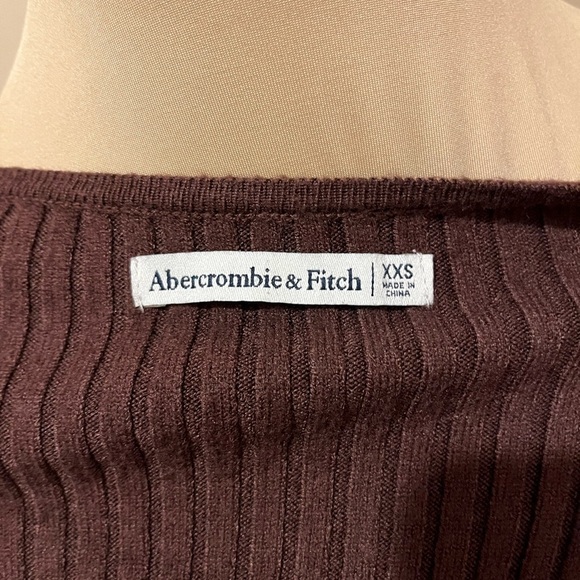 Abercrombie & Fitch | XXS
MADE IN
CHINA